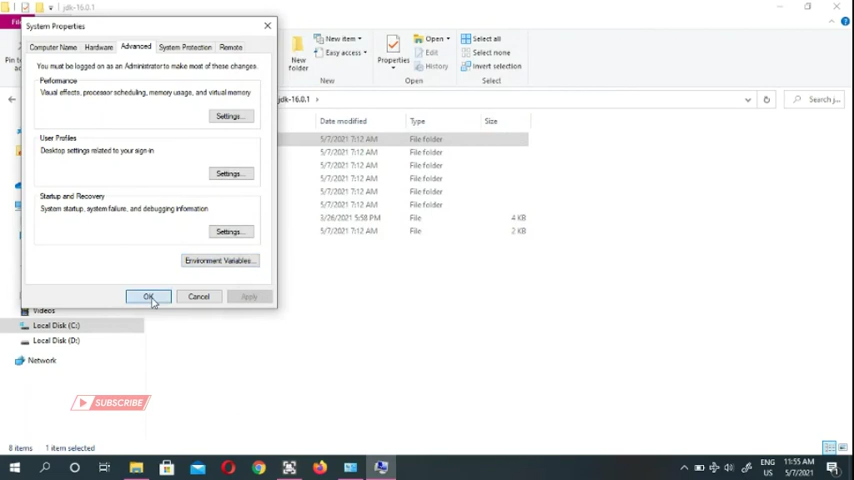 jdk-16.0.1
System Properties
Computer Name Hardware Advanced System Protection Remote
You must be logged on as an Administrator to make most of these changes.
Performance
Visual effects, processor scheduling, memory usage, and virtual memory
Settings...
User Profiles
Desktop settings related to your sign-in
Settings...
Startup and Recovery
System startup, system failure, and debugging information
Settings...
Environment Variables...
OK Cancel Apply
Pin to
New folder
New item
Easy access
New
Properties
Open
Edit
History
Open
Select all
Select none
Invert selection
Select
jdk-16.0.1
Search j...
Date modified Type Size
5/7/2021 7:12 AM File folder
5/7/2021 7:12 AM File folder
5/7/2021 7:12 AM File folder
5/7/2021 7:12 AM File folder
5/7/2021 7:12 AM File folder
5/7/2021 7:12 AM File folder
3/26/2021 5:58 PM File 4 KB
5/7/2021 7:12 AM File 2 KB
Videos
Local Disk (C:)
Local Disk (D:)
Network
SUBSCRIBE
8 items 1 item selected
ENG
US
11:55 AM
5/7/2021